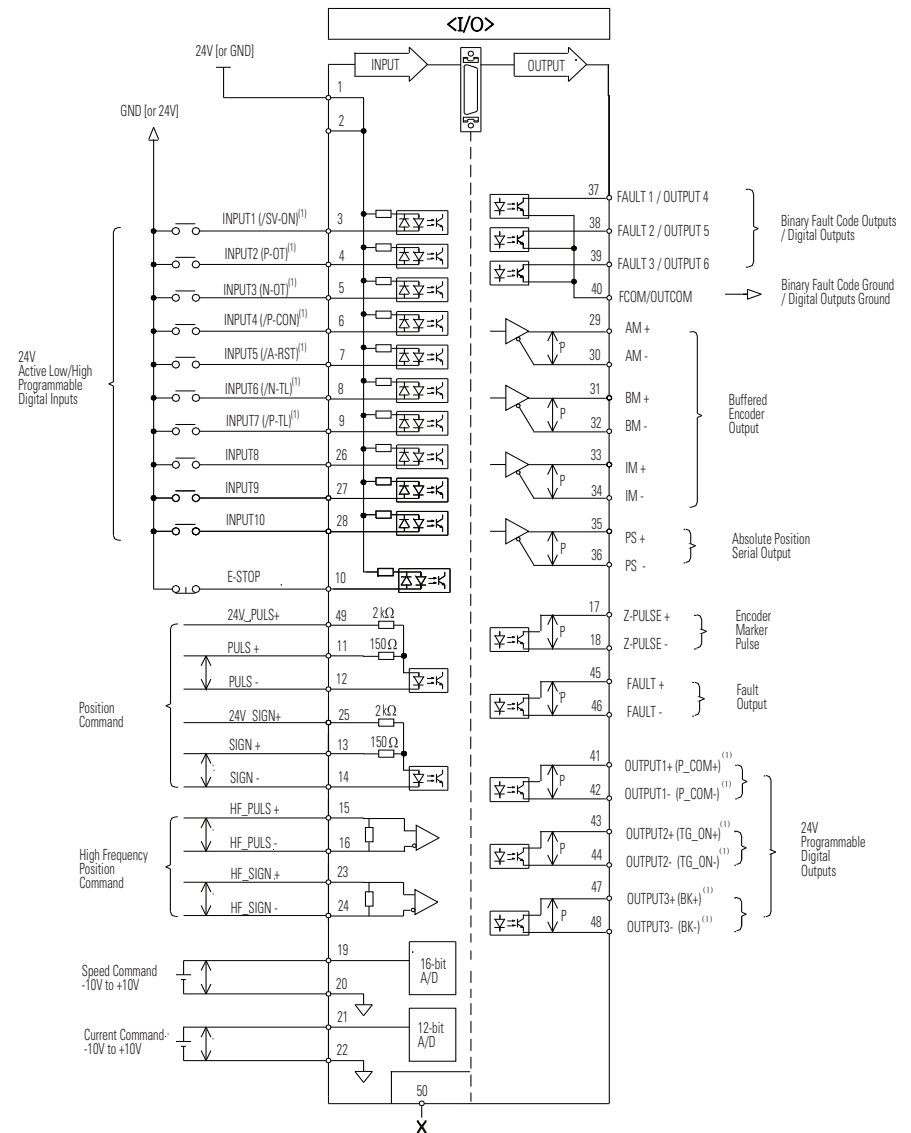 <I/O>
INPUT
OUTPUT
24V [or GND]
1
GND [or 24V]
2
INPUT1 (/SV-ON)(1)
3
INPUT2 (P-OT)(1)
4
INPUT3 (N-OT)(1)
5
INPUT4 (/P-CON)(1)
6
INPUT5 (/A-RST)(1)
7
INPUT6 (/N-TL)(1)
8
INPUT7 (/P-TL)(1)
9
INPUT8
26
INPUT9
27
INPUT10
28
24V
Active Low/High
Programmable
Digital Inputs
E-STOP
10
24V_PULS+
49
2kΩ
PULS +
11
150Ω
PULS -
12
Position
Command
24V_SIGN+
25
2kΩ
SIGN +
13
150Ω
SIGN -
14
HF_PULS +
15
HF_PULS -
16
High Frequency
Position
Command
HF_SIGN +
23
HF_SIGN -
24
Speed Command
-10V to +10V
19
20
16-bit
A/D
Current Command
-10V to +10V
21
22
12-bit
A/D
50
37
FAULT 1 / OUTPUT 4
38
FAULT 2 / OUTPUT 5
39
FAULT 3 / OUTPUT 6
Binary Fault Code Outputs
/ Digital Outputs
40
FCOM/OUTCOM
Binary Fault Code Ground
/ Digital Outputs Ground
29
AM +
P
30
AM -
31
BM +
P
32
BM -
33
IM +
P
34
IM -
Buffered
Encoder
Output
35
PS +
P
36
PS -
Absolute Position
Serial Output
17
Z-PULSE +
P
18
Z-PULSE -
Encoder
Marker
Pulse
45
FAULT +
P
46
FAULT -
Fault
Output
41
OUTPUT1+ (P_COM+)(1)
P
42
OUTPUT1- (P_COM-)(1)
43
OUTPUT2+ (TG_ON+)(1)
P
44
OUTPUT2- (TG_ON-)(1)
47
OUTPUT3+ (BK+)(1)
P
48
OUTPUT3- (BK-)(1)
24V
Programmable
Digital
Outputs